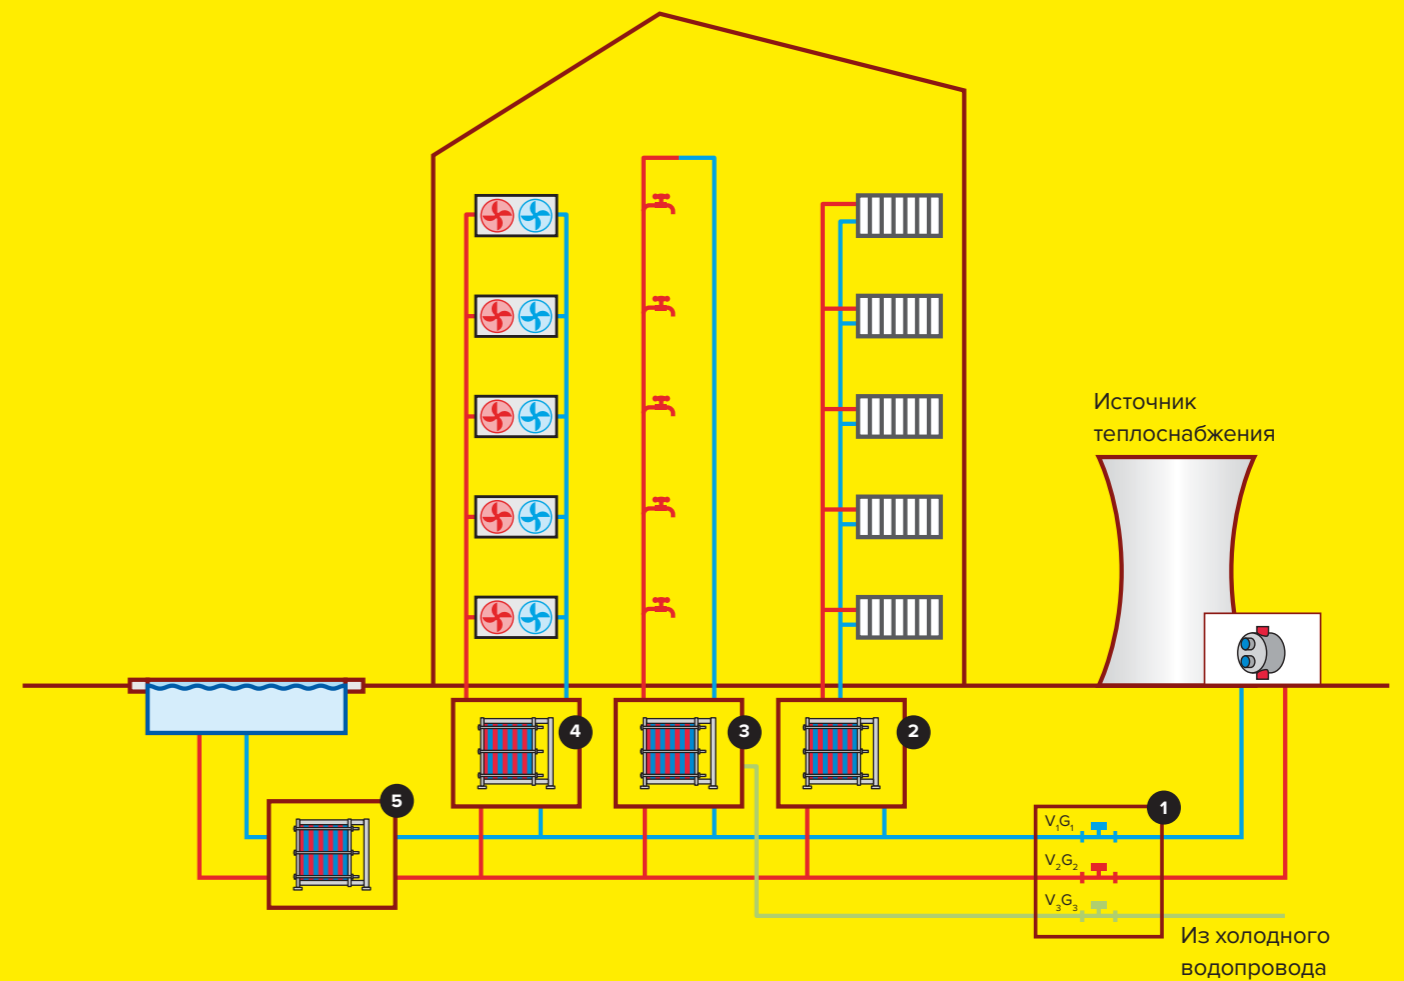 Источник
теплоснабжения
4
3
2
5
1
V₁G₁
V₂G₂
V₃G₃
Из холодного
водопровода